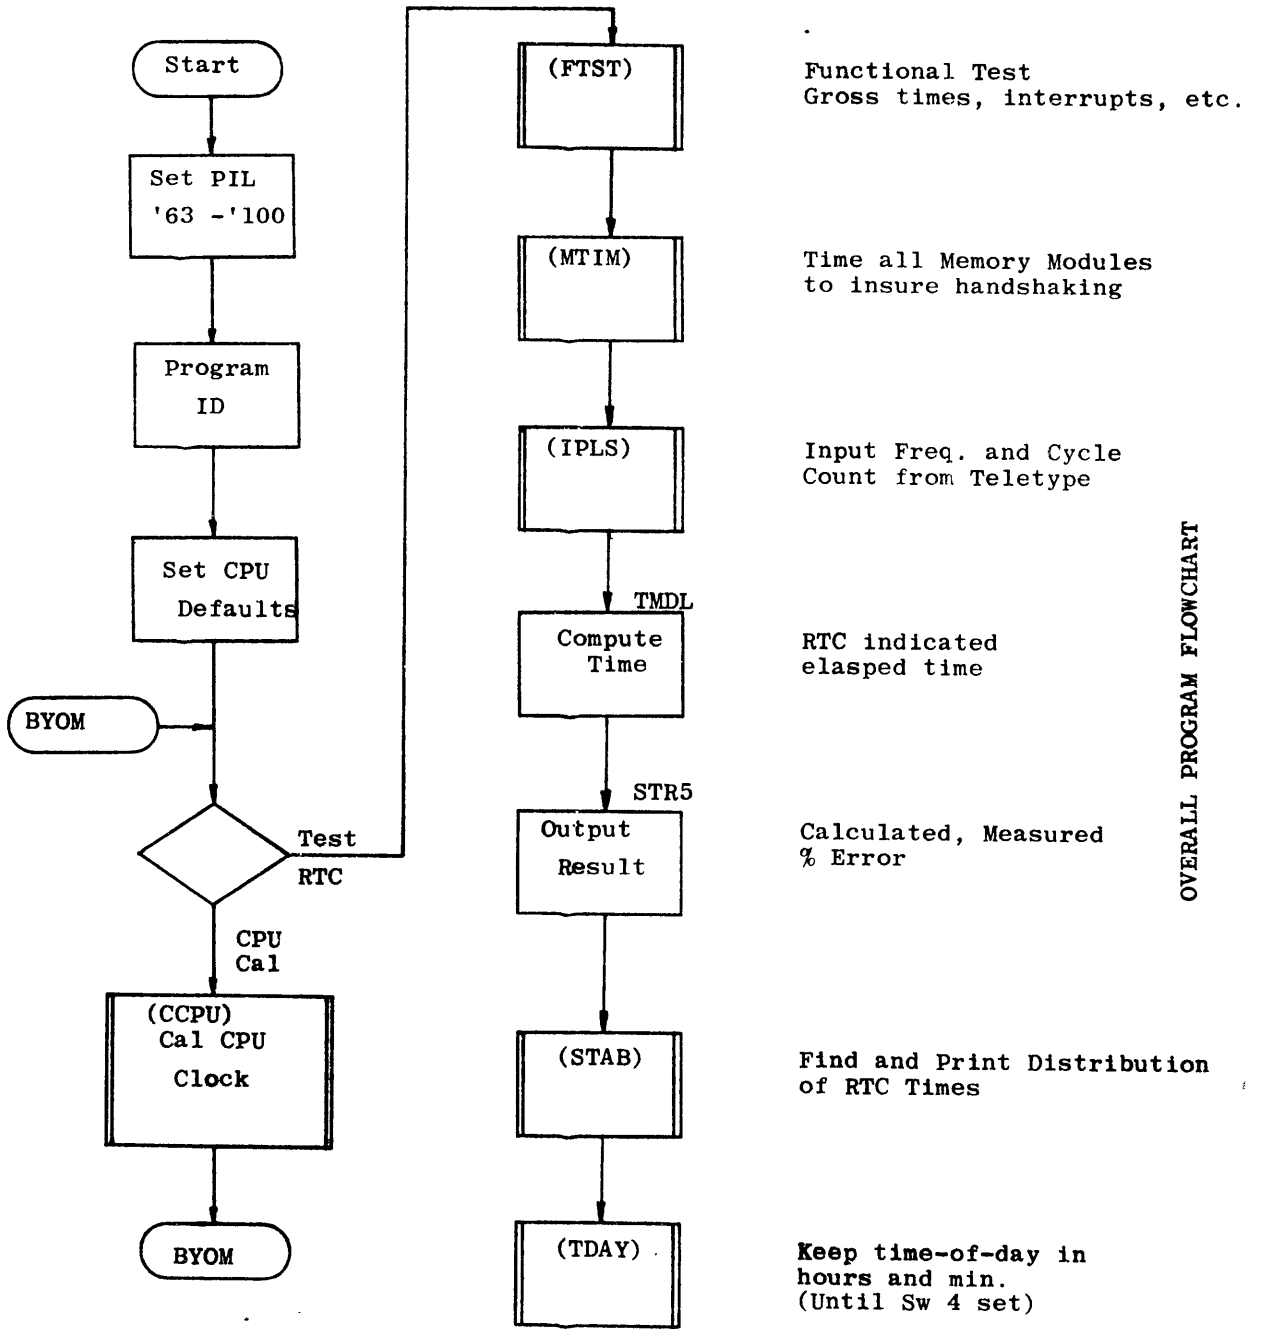 Start
Set PIL
'63 -'100
Program
ID
Set CPU
Defaults
BYOM
Test
RTC
CPU
Cal
(CCPU)
Cal CPU
Clock
BYOM
(FTST)
Functional Test
Gross times, interrupts, etc.
(MTIM)
Time all Memory Modules
to insure handshaking
(IPLS)
Input Freq. and Cycle
Count from Teletype
TMDL
Compute
Time
RTC indicated
elasped time
STR5
Output
Result
Calculated, Measured
% Error
(STAB)
Find and Print Distribution
of RTC Times
(TDAY)
Keep time-of-day in
hours and min.
(Until Sw 4 set)
OVERALL PROGRAM FLOWCHART